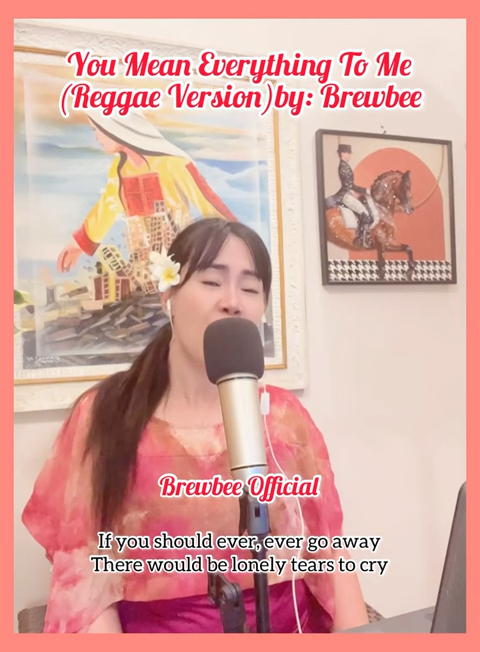 You Mean Everything To Me
(Reggae Version)by: Brewbee
Brewbee Official
If you should ever, ever go away
There would be lonely tears to cry